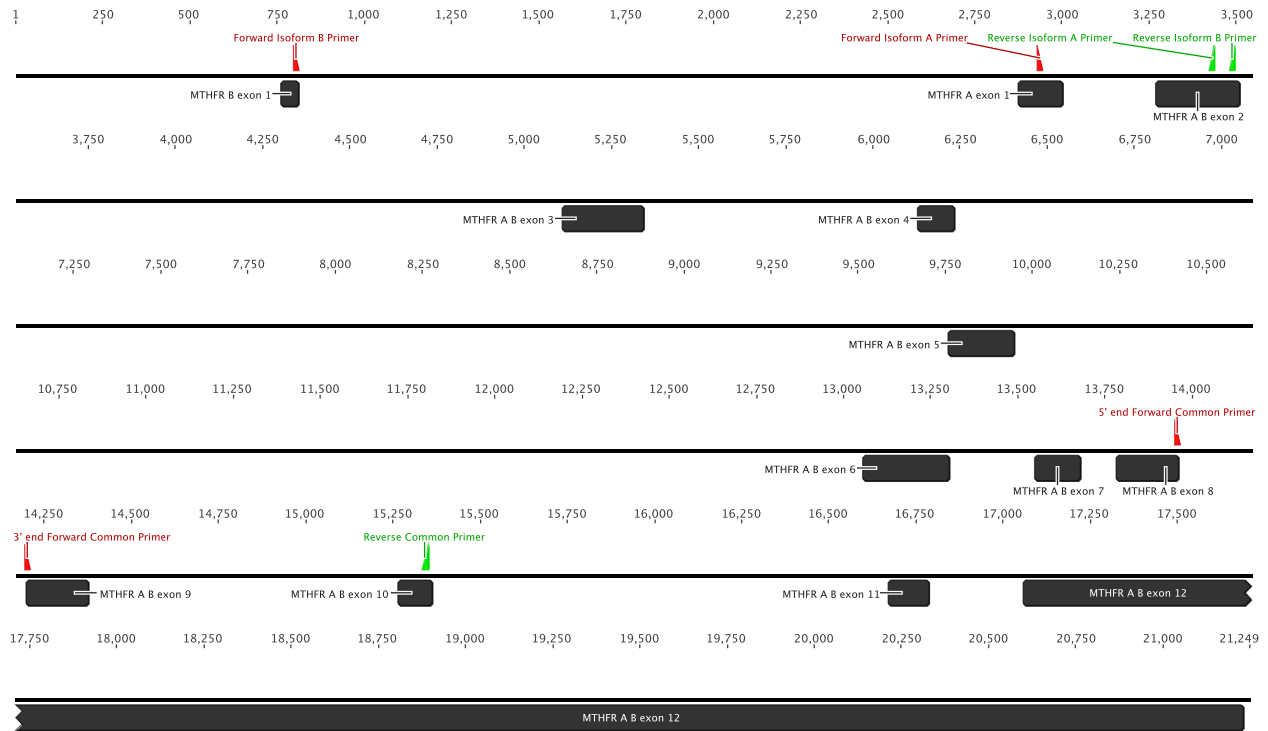 1 250 500 750 1,000 1,250 1,500 1,750 2,000 2,250 2,500 2,750 3,000 3,250 3,500
Forward Isoform B Primer Forward Isoform A Primer Reverse Isoform A Primer Reverse Isoform B Primer
MTHFR B exon 1 MTHFR A exon 1
MTHFR A B exon 2
3,750 4,000 4,250 4,500 4,750 5,000 5,250 5,500 5,750 6,000 6,250 6,500 6,750 7,000
MTHFR A B exon 3 MTHFR A B exon 4
7,250 7,500 7,750 8,000 8,250 8,500 8,750 9,000 9,250 9,500 9,750 10,000 10,250 10,500
MTHFR A B exon 5
10,750 11,000 11,250 11,500 11,750 12,000 12,250 12,500 12,750 13,000 13,250 13,500 13,750 14,000
5' end Forward Common Primer
MTHFR A B exon 6
MTHFR A B exon 7 MTHFR A B exon 8
14,250 14,500 14,750 15,000 15,250 15,500 15,750 16,000 16,250 16,500 16,750 17,000 17,250 17,500
3' end Forward Common Primer Reverse Common Primer
MTHFR A B exon 9 MTHFR A B exon 10 MTHFR A B exon 11 MTHFR A B exon 12
17,750 18,000 18,250 18,500 18,750 19,000 19,250 19,500 19,750 20,000 20,250 20,500 20,750 21,000 21,249
MTHFR A B exon 12